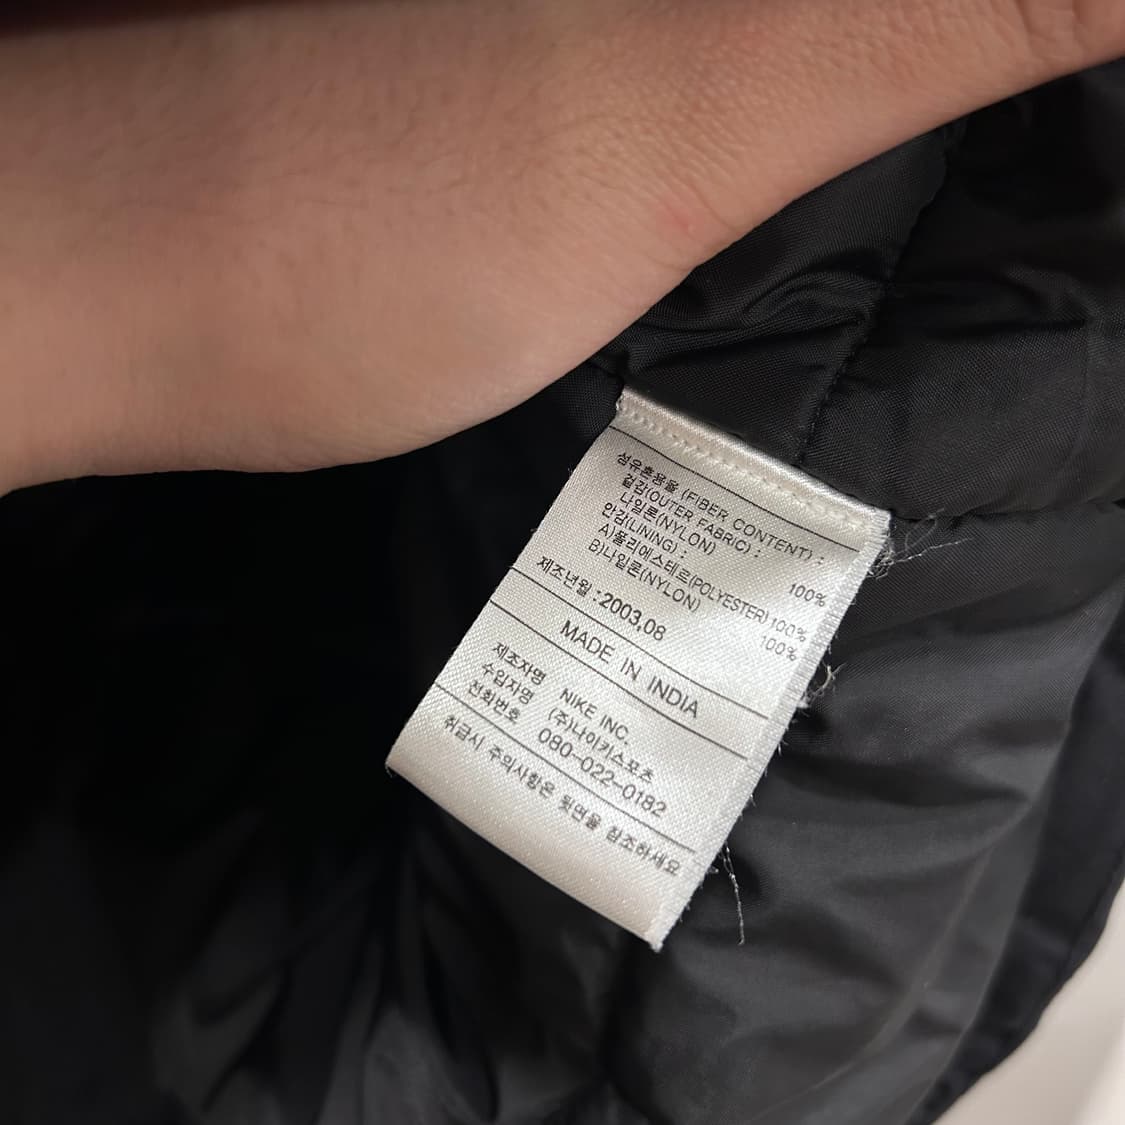 섬유혼용율 (FIBER CONTENT) :
겉감(OUTER FABRIC) :
나일론(NYLON) 100%
안감(LINING) :
A)폴리에스테르(POLYESTER)100%
B)나일론(NYLON) 100%
제조년월 : 2003.08
MADE IN INDIA
제조자명 NIKE INC.
수입자명 (주)나이키스포츠
전화번호 080-022-0182
취급시 주의사항은 뒷면을 참조하세요